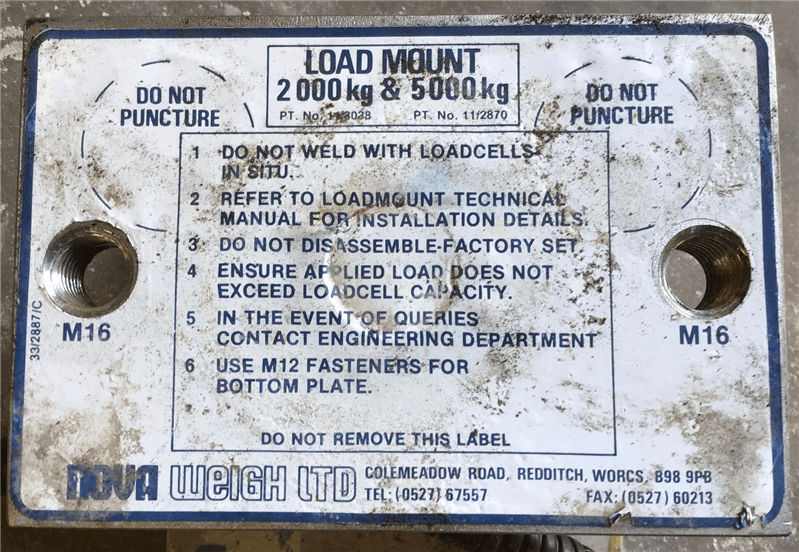 LOAD MOUNT
2000kg & 5000kg
PT. No. 11/3038 PT. No. 11/2870
DO NOT
PUNCTURE
DO NOT
PUNCTURE
1 DO NOT WELD WITH LOADCELLS
IN SITU.
2 REFER TO LOADMOUNT TECHNICAL
MANUAL FOR INSTALLATION DETAILS.
3 DO NOT DISASSEMBLE-FACTORY SET
4 ENSURE APPLIED LOAD DOES NOT
EXCEED LOADCELL CAPACITY.
5 IN THE EVENT OF QUERIES
CONTACT ENGINEERING DEPARTMENT
6 USE M12 FASTENERS FOR
BOTTOM PLATE.
DO NOT REMOVE THIS LABEL
M16
M16
33/2887/C
NOVA WEIGH LTD
COLEMEADOW ROAD, REDDITCH, WORCS, B98 9PB
TEL: (0527) 67557 FAX: (0527) 60213